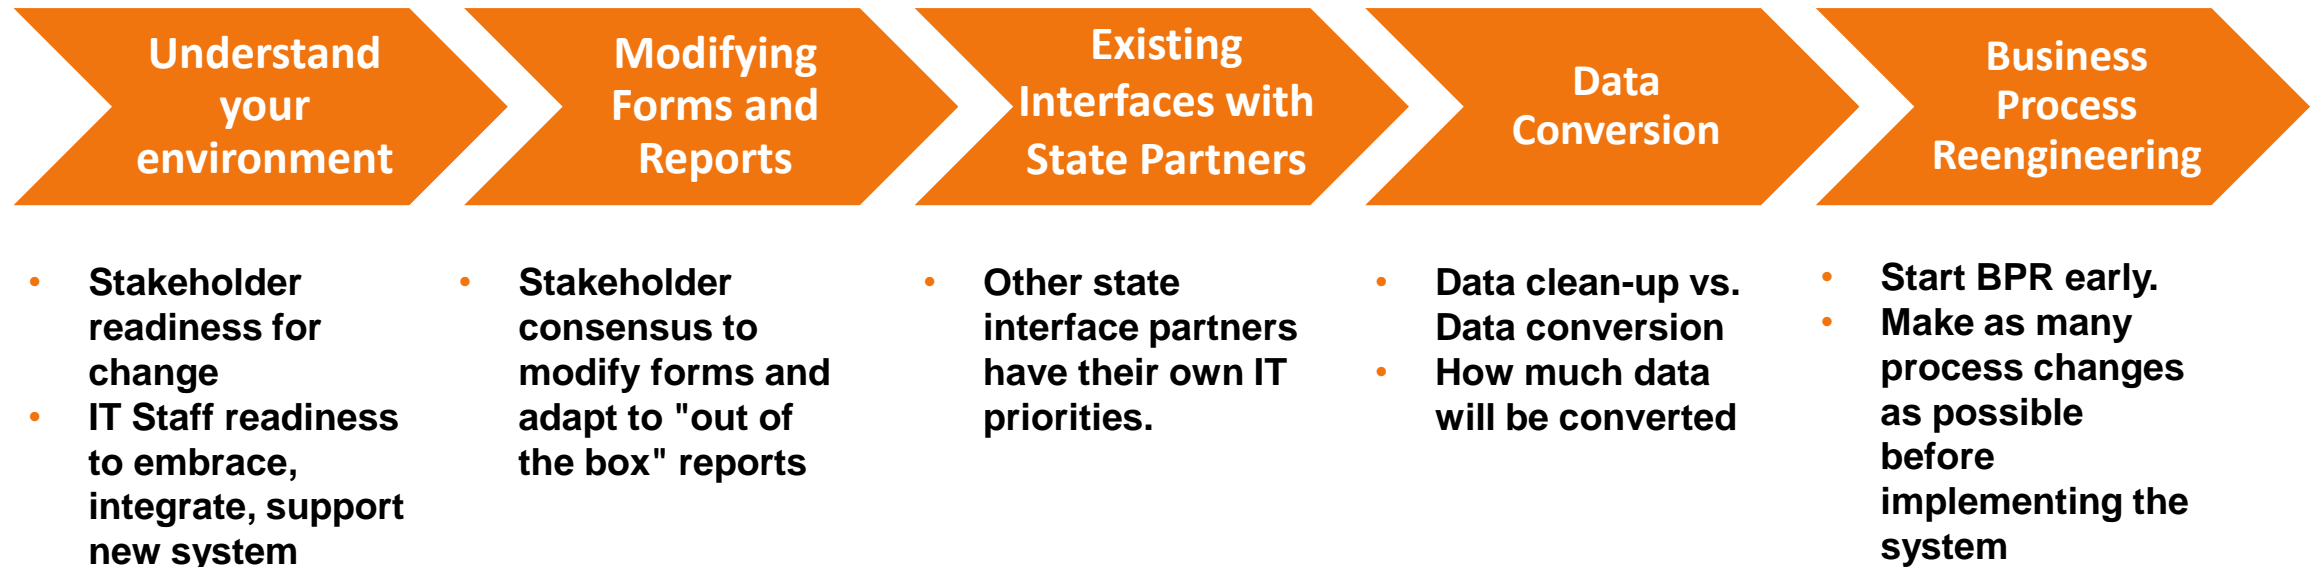 Understand
your
environment
Modifying
Forms and
Reports
Existing
Interfaces with
State Partners
Data
Conversion
Business
Process
Reengineering
• Stakeholder
readiness for
change
• IT Staff readiness
to embrace,
integrate, support
new system
• Stakeholder
consensus to
modify forms and
adapt to "out of
the box" reports
• Other state
interface partners
have their own IT
priorities.
• Data clean-up vs.
Data conversion
• How much data
will be converted
• Start BPR early.
• Make as many
process changes
as possible
before
implementing the
system